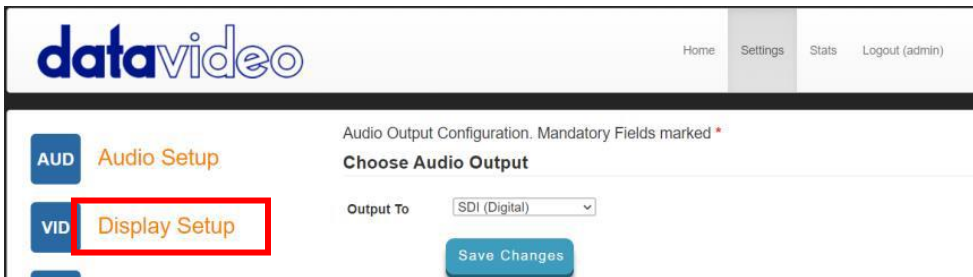 datavideo
Home Settings Stats Logout (admin)
AUD Audio Setup
VID Display Setup
Audio Output Configuration. Mandatory Fields marked *
Choose Audio Output
Output To SDI (Digital)
Save Changes